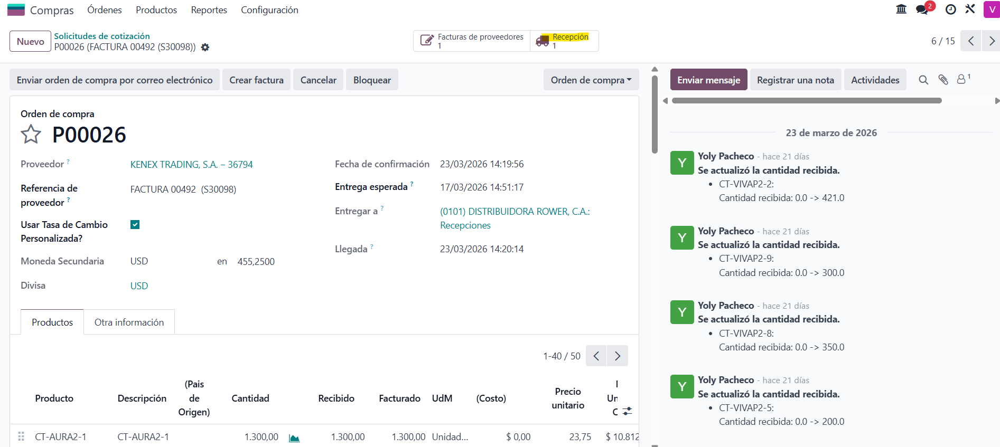 Compras Órdenes Productos Reportes Configuración 2 V
Nuevo Solicitudes de cotización
P00026 (FACTURA 00492 (S30098))
Facturas de proveedores
1
Recepción
1
6 / 15
Enviar orden de compra por correo electrónico Crear factura Cancelar Bloquear Orden de compra
Enviar mensaje Registrar una nota Actividades 1
Orden de compra
P00026
Proveedor ? KENEX TRADING, S.A. – 36794
Referencia de
proveedor ?
FACTURA 00492 (S30098)
Usar Tasa de Cambio
Personalizada?
Moneda Secundaria USD en 455,2500
Divisa USD
Fecha de confirmación 23/03/2026 14:19:56
Entrega esperada ? 17/03/2026 14:51:17
Entregar a ? (0101) DISTRIBUIDORA ROWER, C.A.:
Recepciones
Llegada ? 23/03/2026 14:20:14
Productos Otra información
1-40 / 50
Producto Descripción (Pais
de
Origen) Cantidad Recibido Facturado UdM (Costo) Precio
unitario
Un
C
CT-AURA2-1 CT-AURA2-1 1.300,00 1.300,00 1.300,00 Unidad... $ 0,00 23,75 $ 10.812
23 de marzo de 2026
Y Yoly Pacheco - hace 21 días
Se actualizó la cantidad recibida.
• CT-VIVAP2-2:
Cantidad recibida: 0.0 -> 421.0
Y Yoly Pacheco - hace 21 días
Se actualizó la cantidad recibida.
• CT-VIVAP2-9:
Cantidad recibida: 0.0 -> 300.0
Y Yoly Pacheco - hace 21 días
Se actualizó la cantidad recibida.
• CT-VIVAP2-8:
Cantidad recibida: 0.0 -> 350.0
Y Yoly Pacheco - hace 21 días
Se actualizó la cantidad recibida.
• CT-VIVAP2-5:
Cantidad recibida: 0.0 -> 200.0